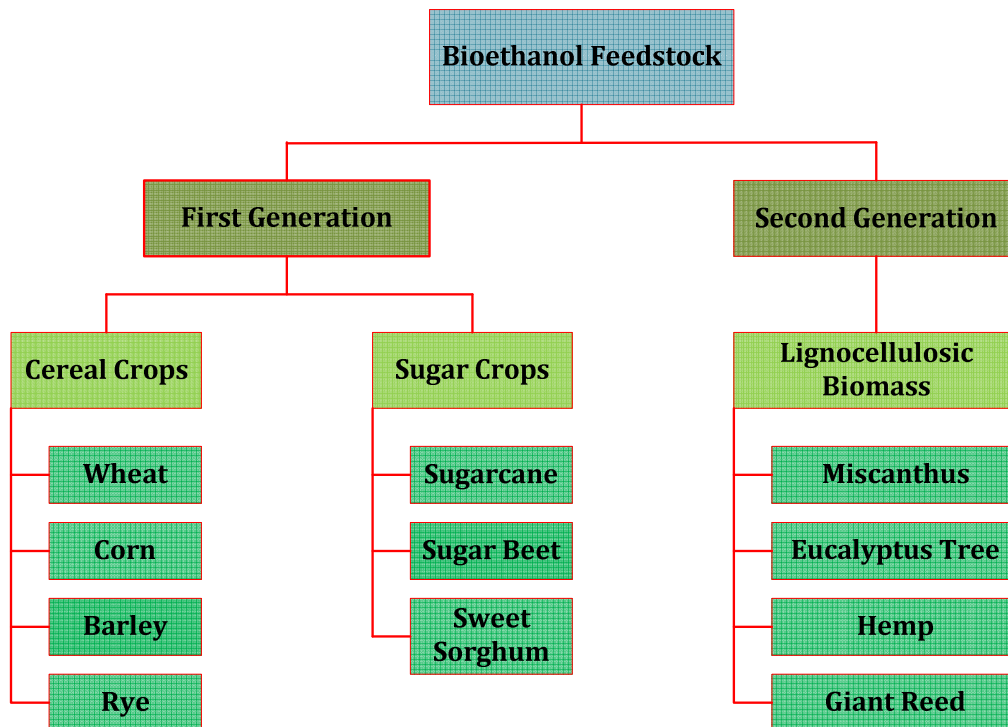 Bioethanol Feedstock
First Generation
Second Generation
Cereal Crops
Sugar Crops
Lignocellulosic
Biomass
Wheat
Sugarcane
Miscanthus
Corn
Sugar Beet
Eucalyptus Tree
Barley
Sweet
Sorghum
Hemp
Rye
Giant Reed